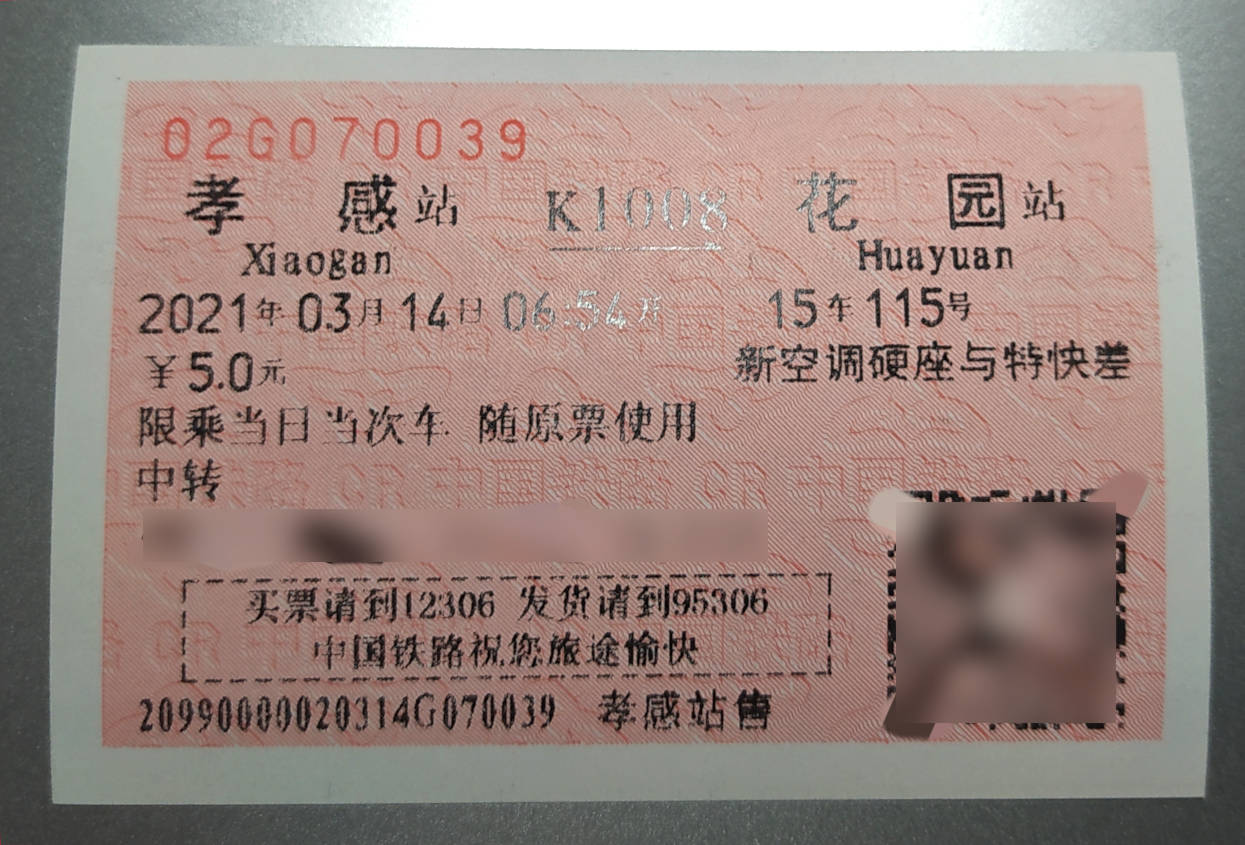 02G070039
孝感站 K1008 花园站
Xiaogan Huayuan
2021年03月14日 06:54开 15车115号
¥5.0元 新空调硬座与特快差
限乘当日当次车 随原票使用
中转
买票请到12306 发货请到95306
中国铁路祝您旅途愉快
20990000020314G070039 孝感站售